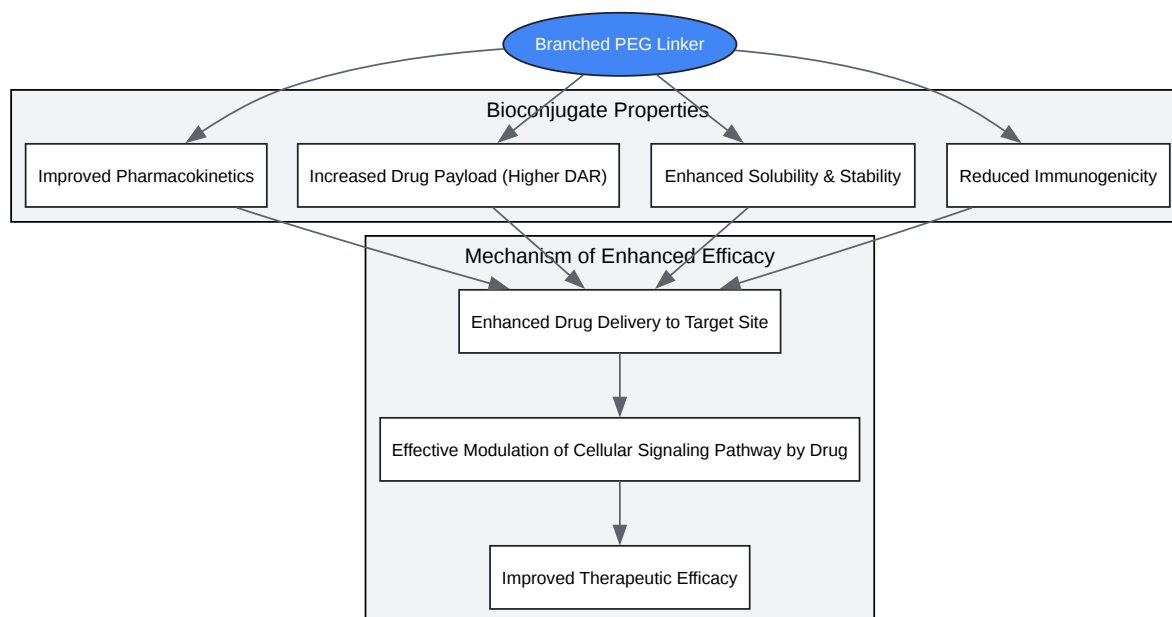 Branched PEG Linker
Bioconjugate Properties
Improved Pharmacokinetics
Increased Drug Payload (Higher DAR)
Enhanced Solubility & Stability
Reduced Immunogenicity
Mechanism of Enhanced Efficacy
Enhanced Drug Delivery to Target Site
Effective Modulation of Cellular Signaling Pathway by Drug
Improved Therapeutic Efficacy